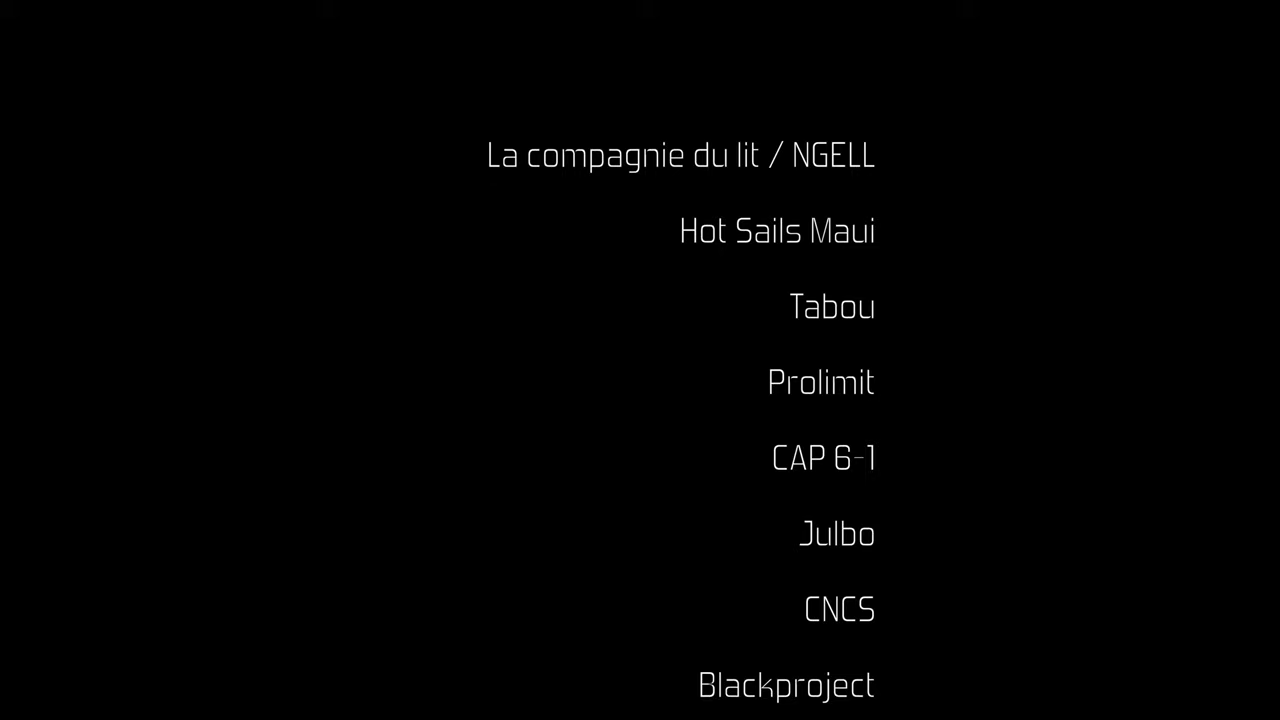 La compagnie du lit / NGELL
Hot Sails Maui
Tabou
Prolimit
CAP 6-1
Julbo
CNCS
Blackproject